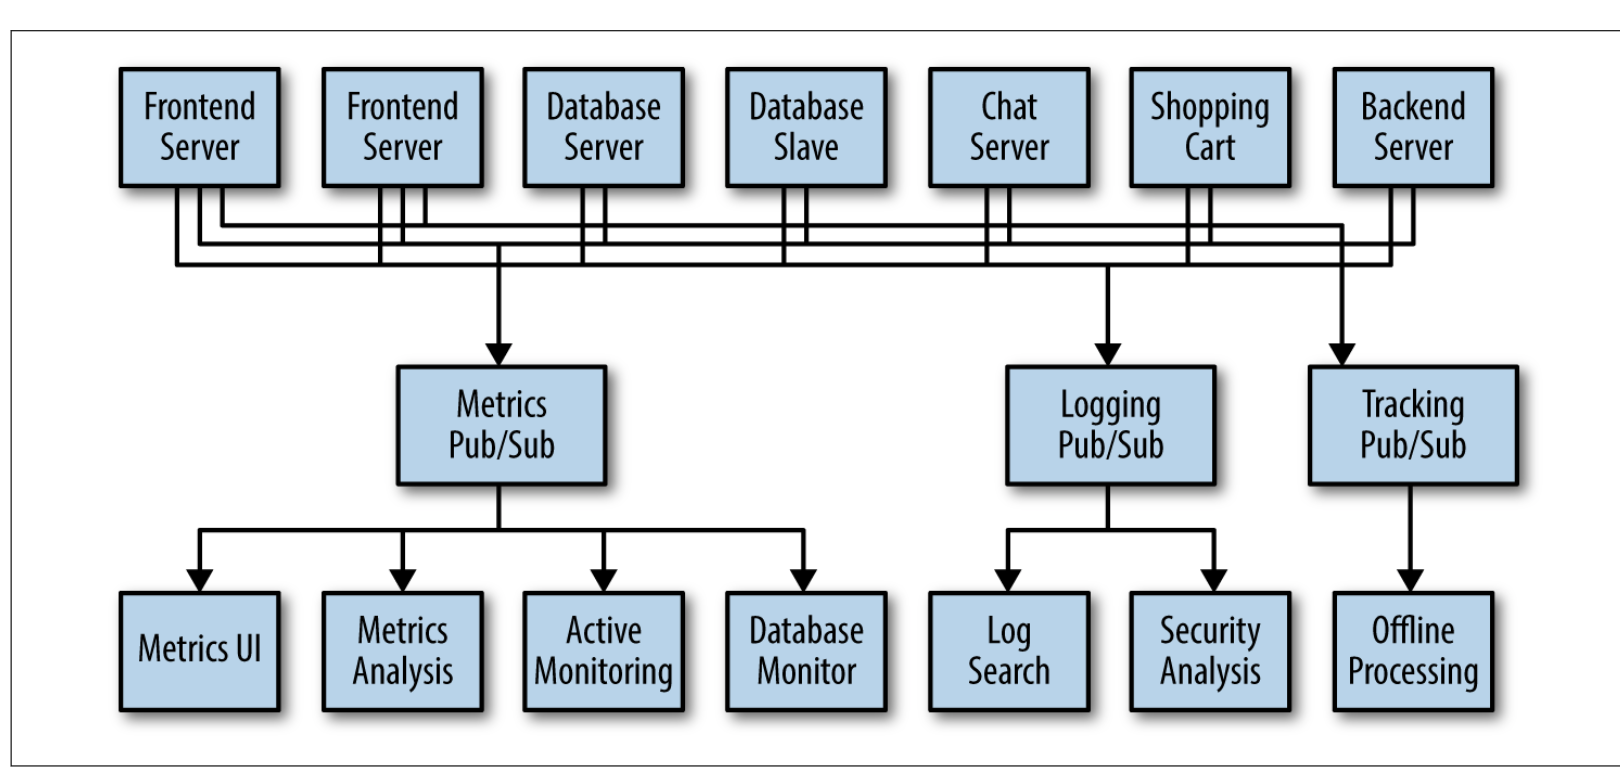 Frontend
Server
Frontend
Server
Database
Server
Database
Slave
Chat
Server
Shopping
Cart
Backend
Server
Metrics
Pub/Sub
Logging
Pub/Sub
Tracking
Pub/Sub
Metrics UI
Metrics
Analysis
Active
Monitoring
Database
Monitor
Log
Search
Security
Analysis
Offline
Processing